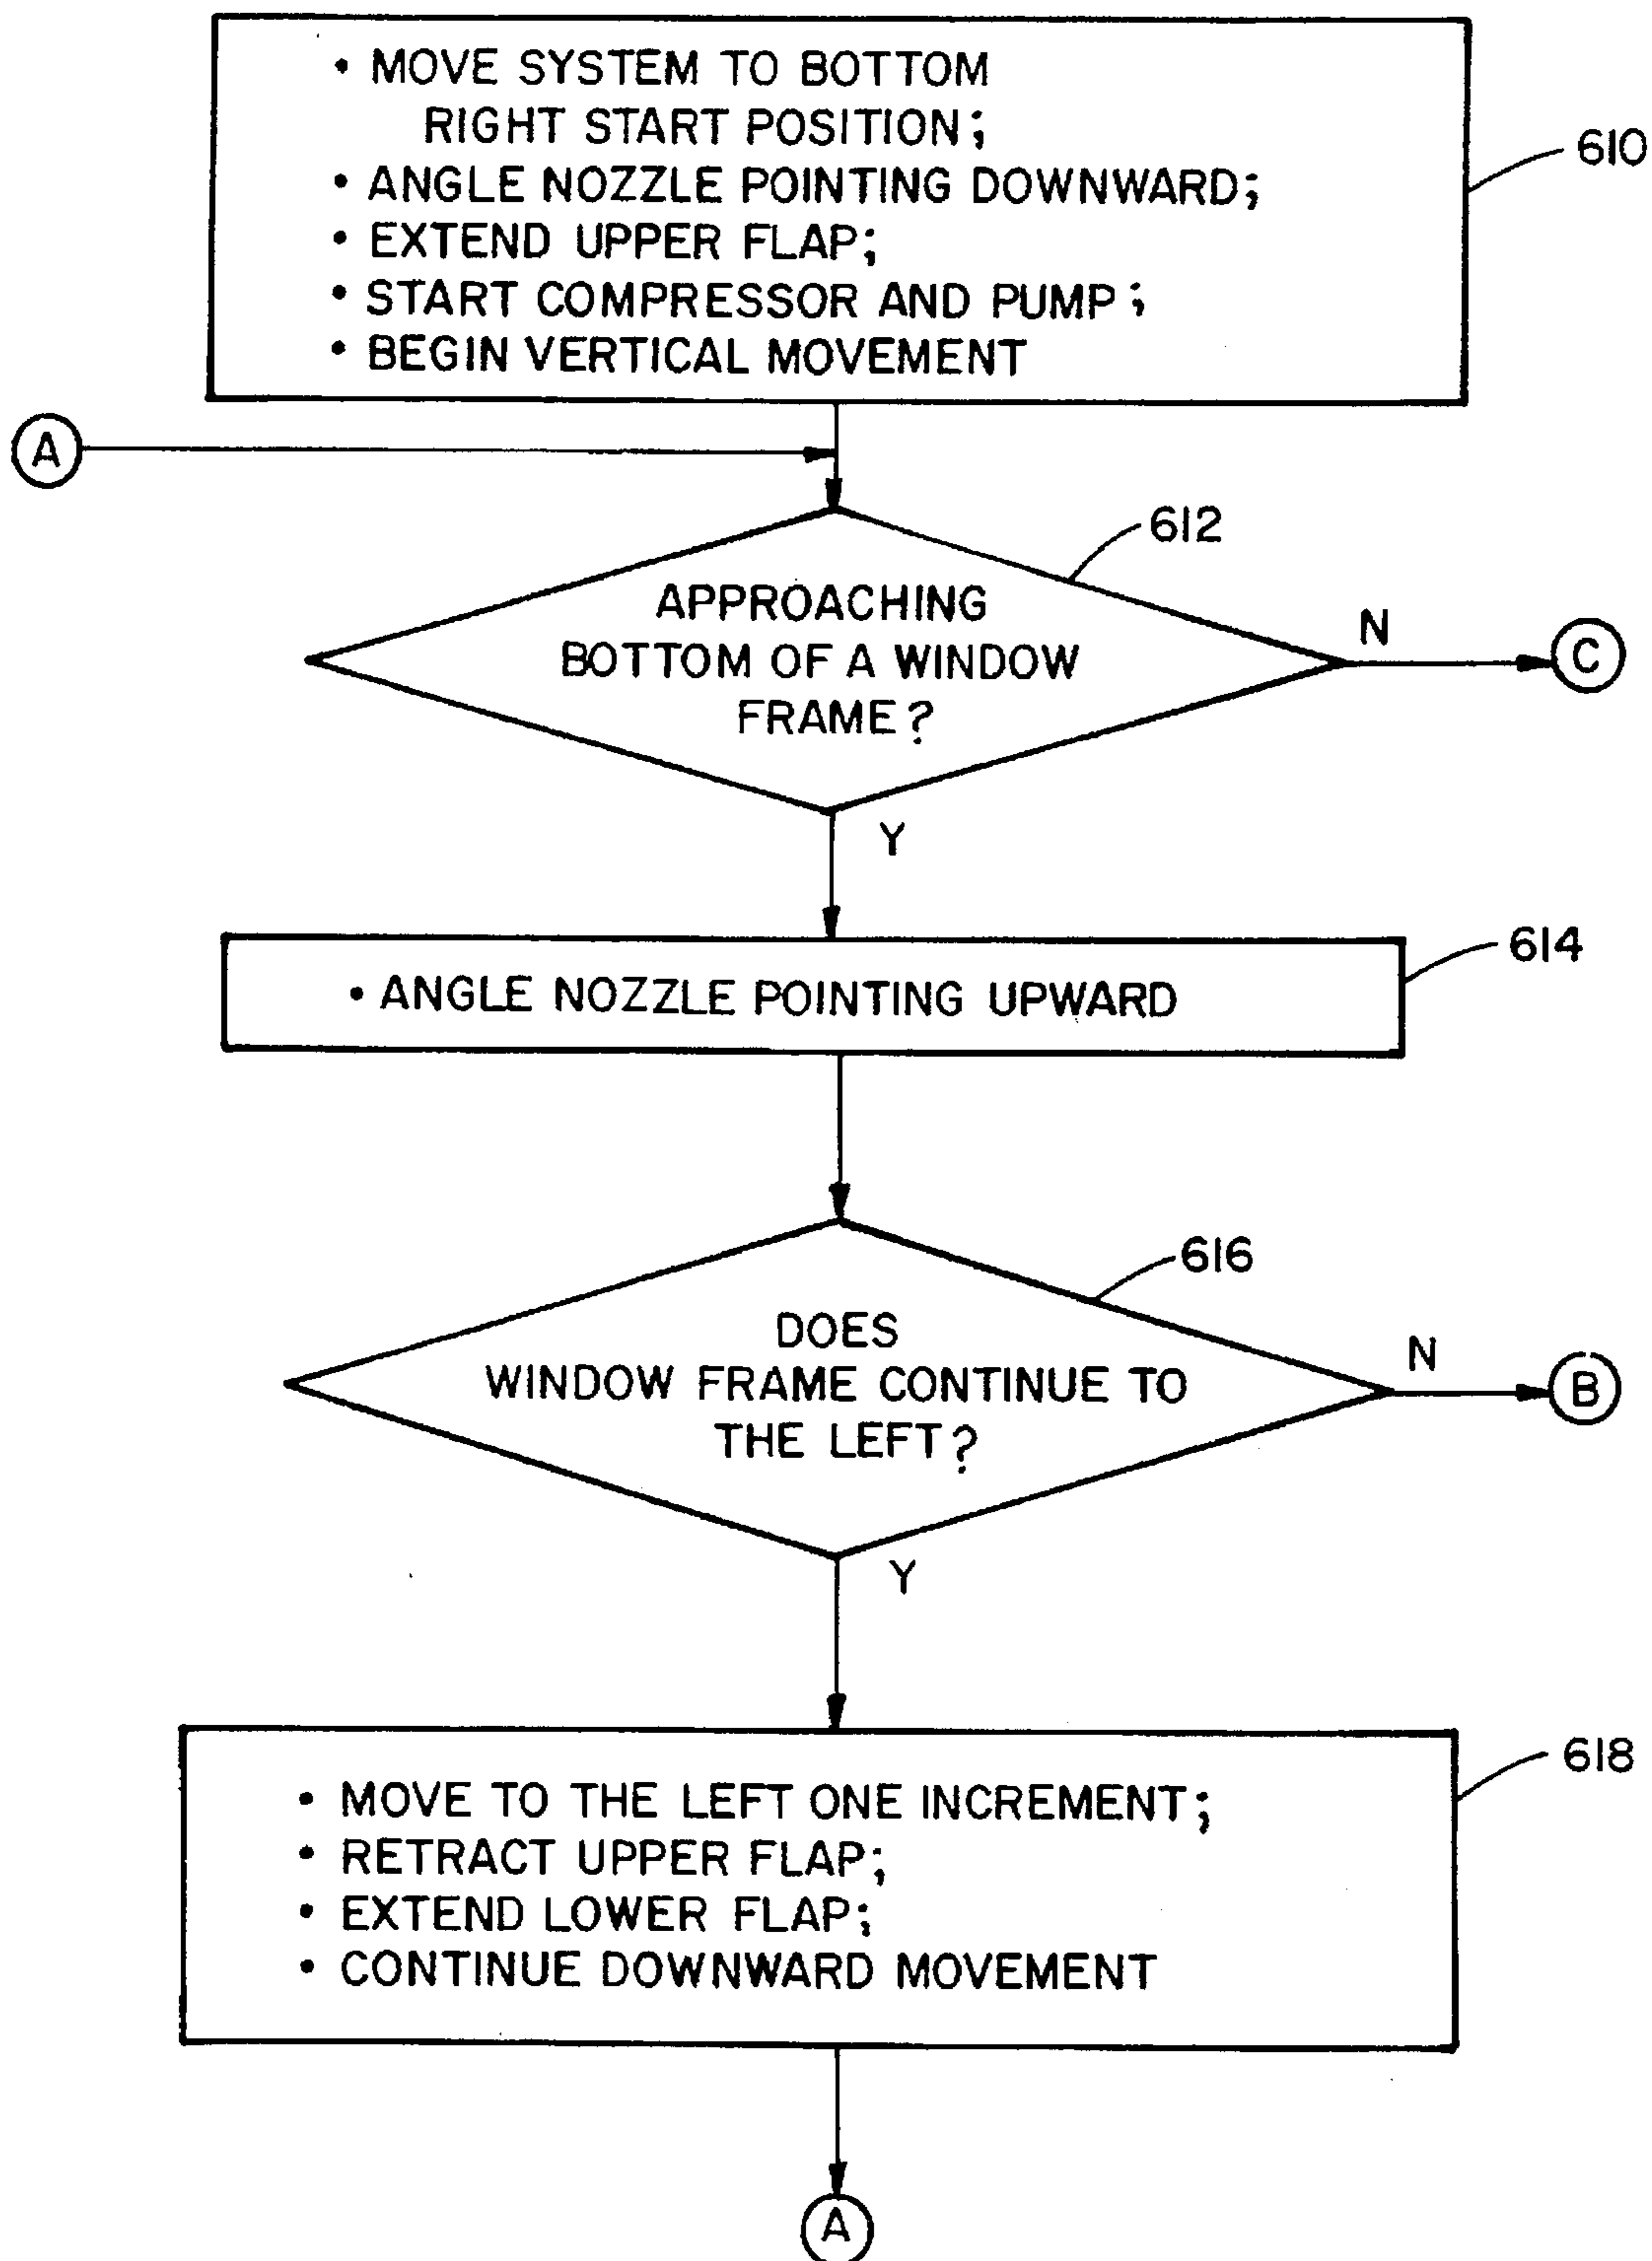 • MOVE SYSTEM TO BOTTOM
RIGHT START POSITION;
• ANGLE NOZZLE POINTING DOWNWARD;
• EXTEND UPPER FLAP;
• START COMPRESSOR AND PUMP;
• BEGIN VERTICAL MOVEMENT
610
A
612
APPROACHING
BOTTOM OF A WINDOW
FRAME?
N
C
Y
614
• ANGLE NOZZLE POINTING UPWARD
616
DOES
WINDOW FRAME CONTINUE TO
THE LEFT?
N
B
Y
618
• MOVE TO THE LEFT ONE INCREMENT;
• RETRACT UPPER FLAP;
• EXTEND LOWER FLAP;
• CONTINUE DOWNWARD MOVEMENT
A